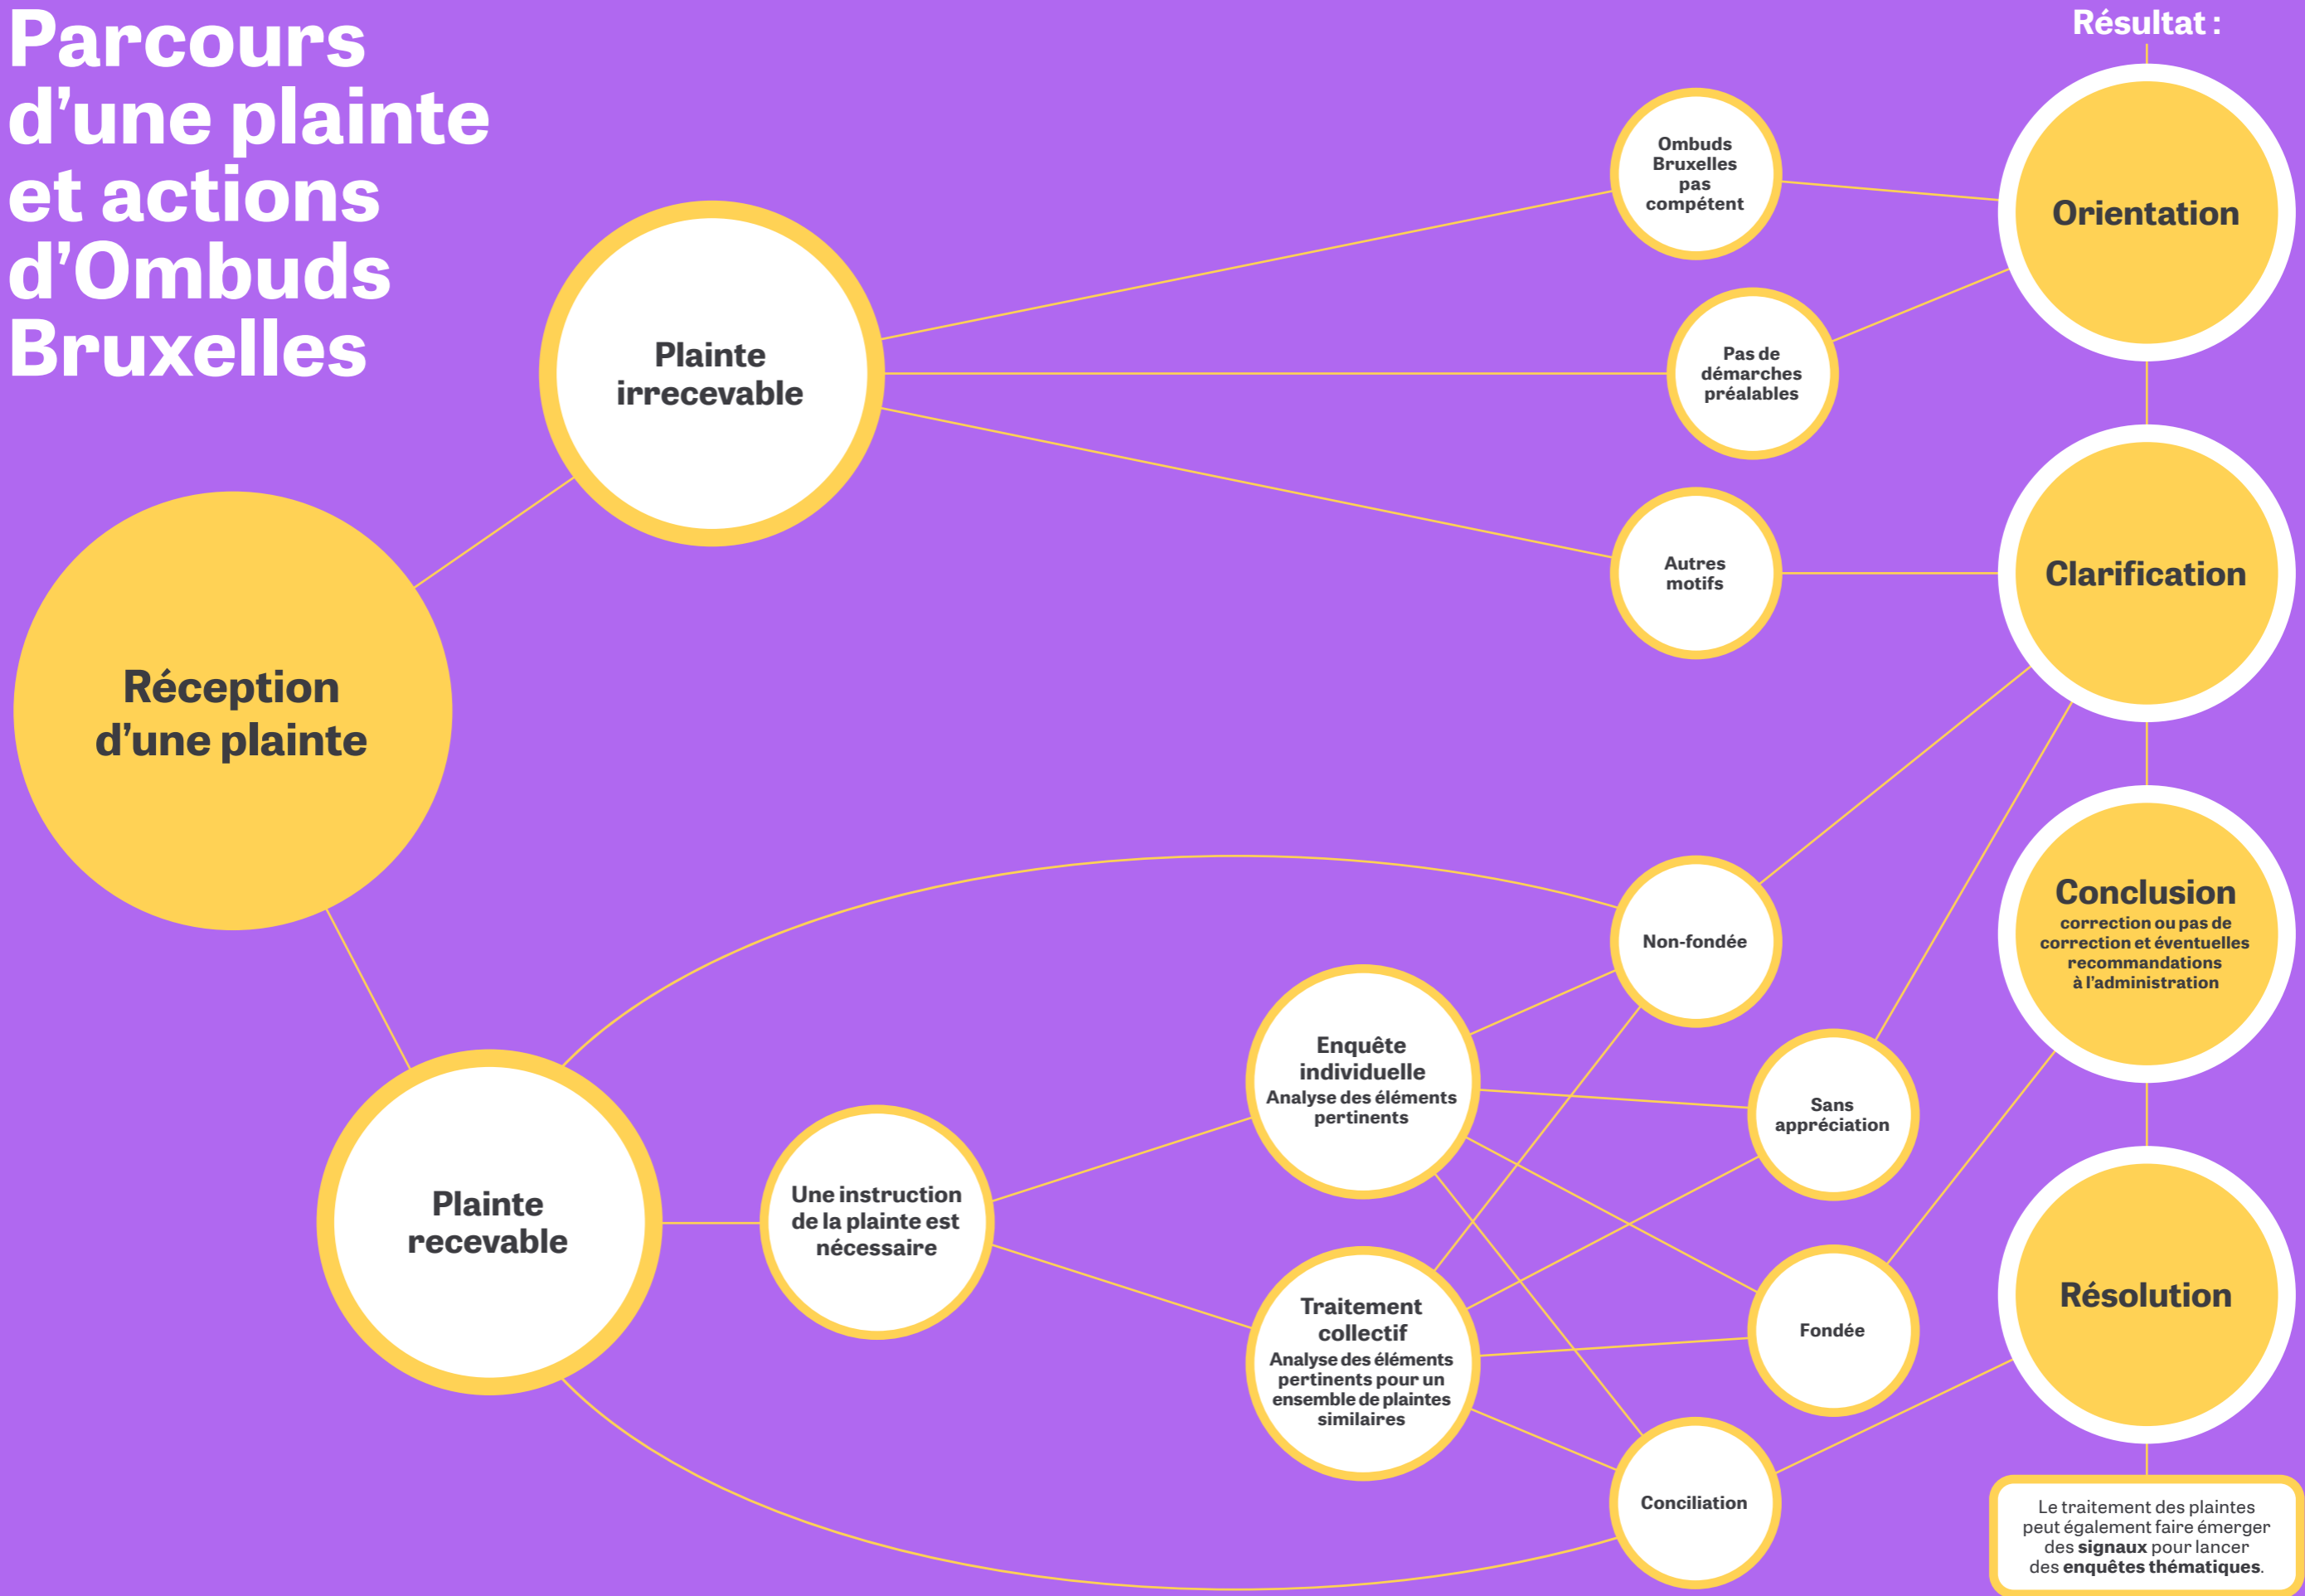 Parcours
d’une plainte
et actions
d’Ombuds
Bruxelles
Résultat :
Réception
d’une plainte
Plainte
irrecevable
Ombuds
Bruxelles
pas
compétent
Pas de
démarches
préalables
Autres
motifs
Orientation
Clarification
Plainte
recevable
Une instruction
de la plainte est
nécessaire
Enquête
individuelle
Analyse des éléments
pertinents
Traitement
collectif
Analyse des éléments
pertinents pour un
ensemble de plaintes
similaires
Non-fondée
Sans
appréciation
Fondée
Conciliation
Conclusion
correction ou pas de
correction et éventuelles
recommandations
à l’administration
Résolution
Le traitement des plaintes
peut également faire émerger
des signaux pour lancer
des enquêtes thématiques.